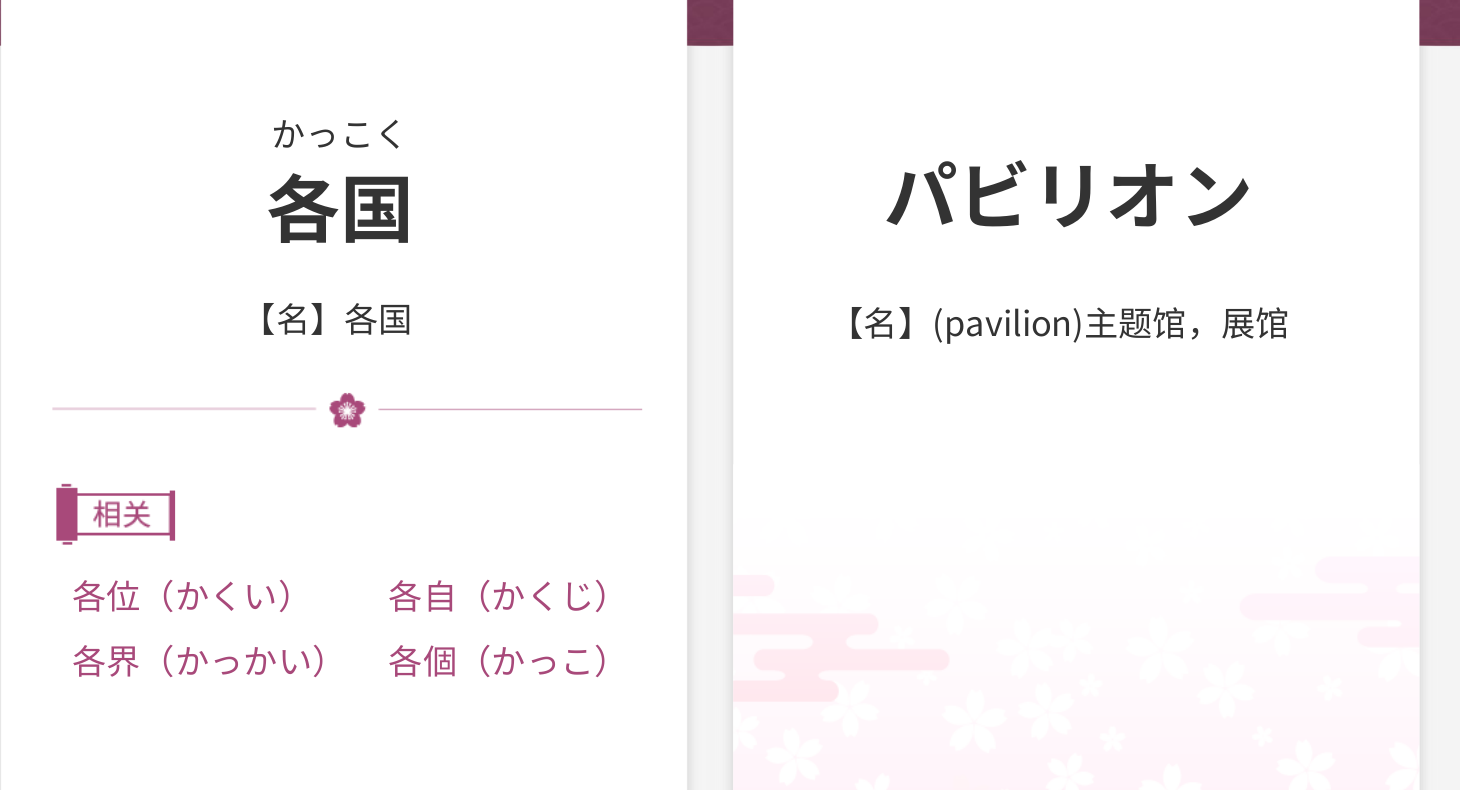 かっこく
各国
【名】各国
相关
各位（かくい） 各自（かくじ）
各界（かっかい） 各個（かっこ）
パビリオン
【名】(pavilion)主题馆，展馆